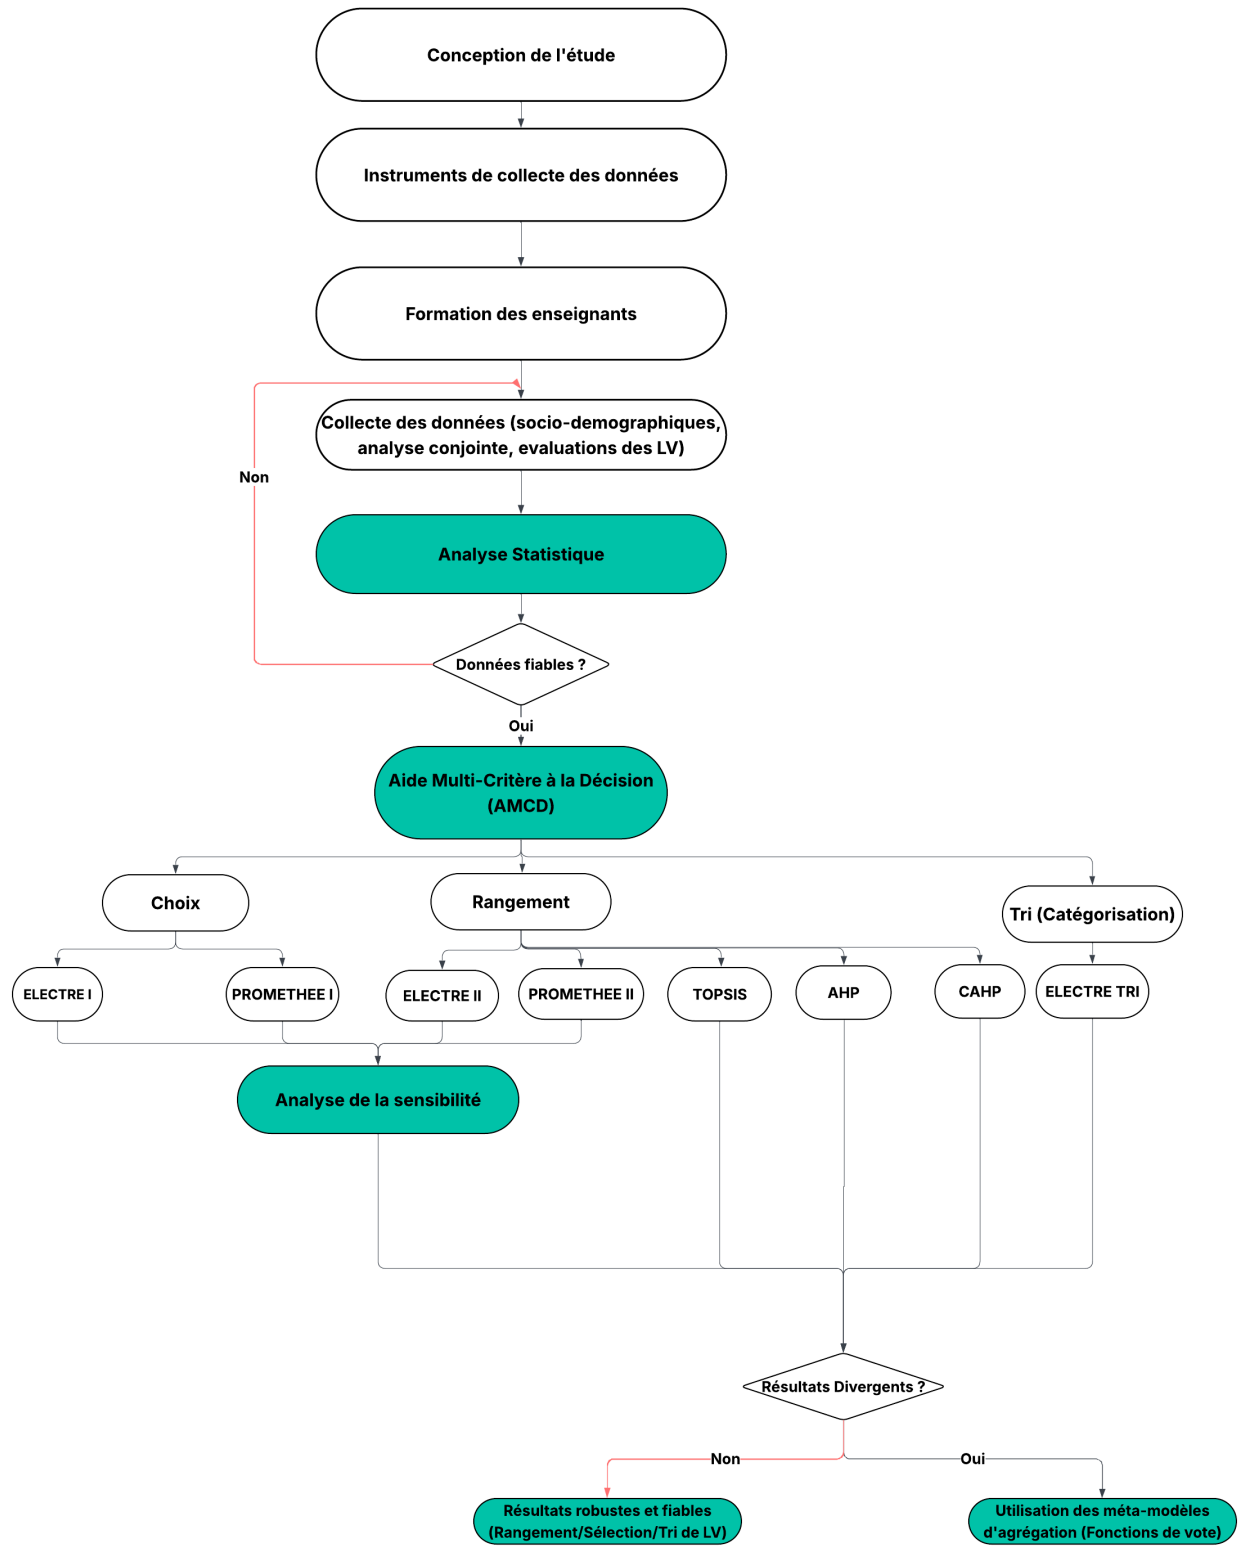 Conception de l'étude
Instruments de collecte des données
Formation des enseignants
Collecte des données (socio-demographiques,
analyse conjointe, evaluations des LV)
Non
Analyse Statistique
Données fiables ?
Oui
Aide Multi-Critère à la Décision
(AMCD)
Choix
Rangement
Tri (Catégorisation)
ELECTRE I
PROMETHEE I
ELECTRE II
PROMETHEE II
TOPSIS
AHP
CAHP
ELECTRE TRI
Analyse de la sensibilité
Résultats Divergents ?
Non
Oui
Résultats robustes et fiables
(Rangement/Sélection/Tri de LV)
Utilisation des méta-modèles
d'agrégation (Fonctions de vote)